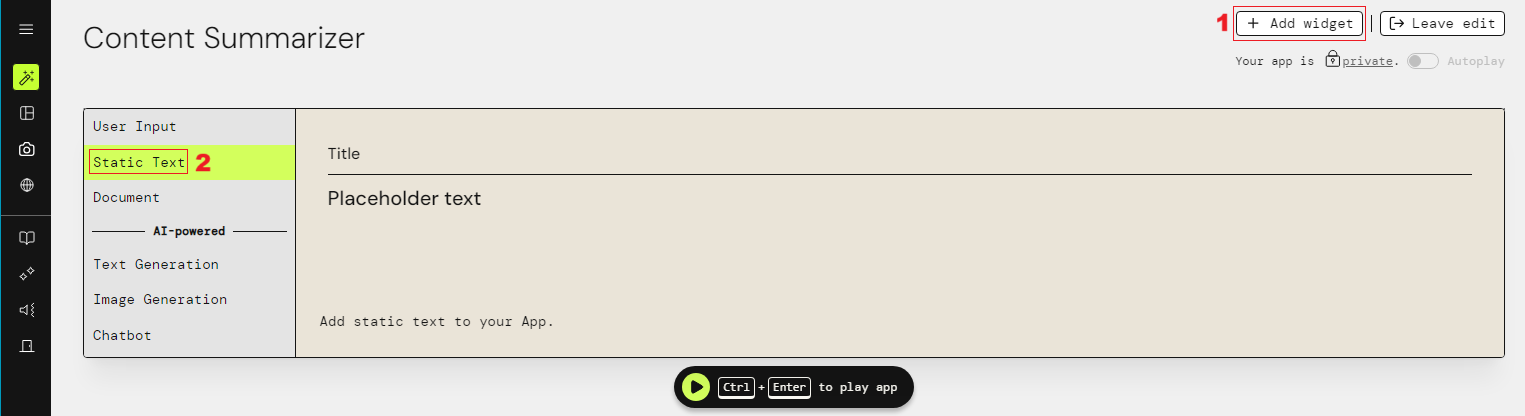 Content Summarizer
1 + Add widget | Leave edit
Your app is private. Autoplay
User Input
Static Text 2
Document
AI-powered
Text Generation
Image Generation
Chatbot
Title
Placeholder text
Add static text to your App.
Ctrl + Enter to play app